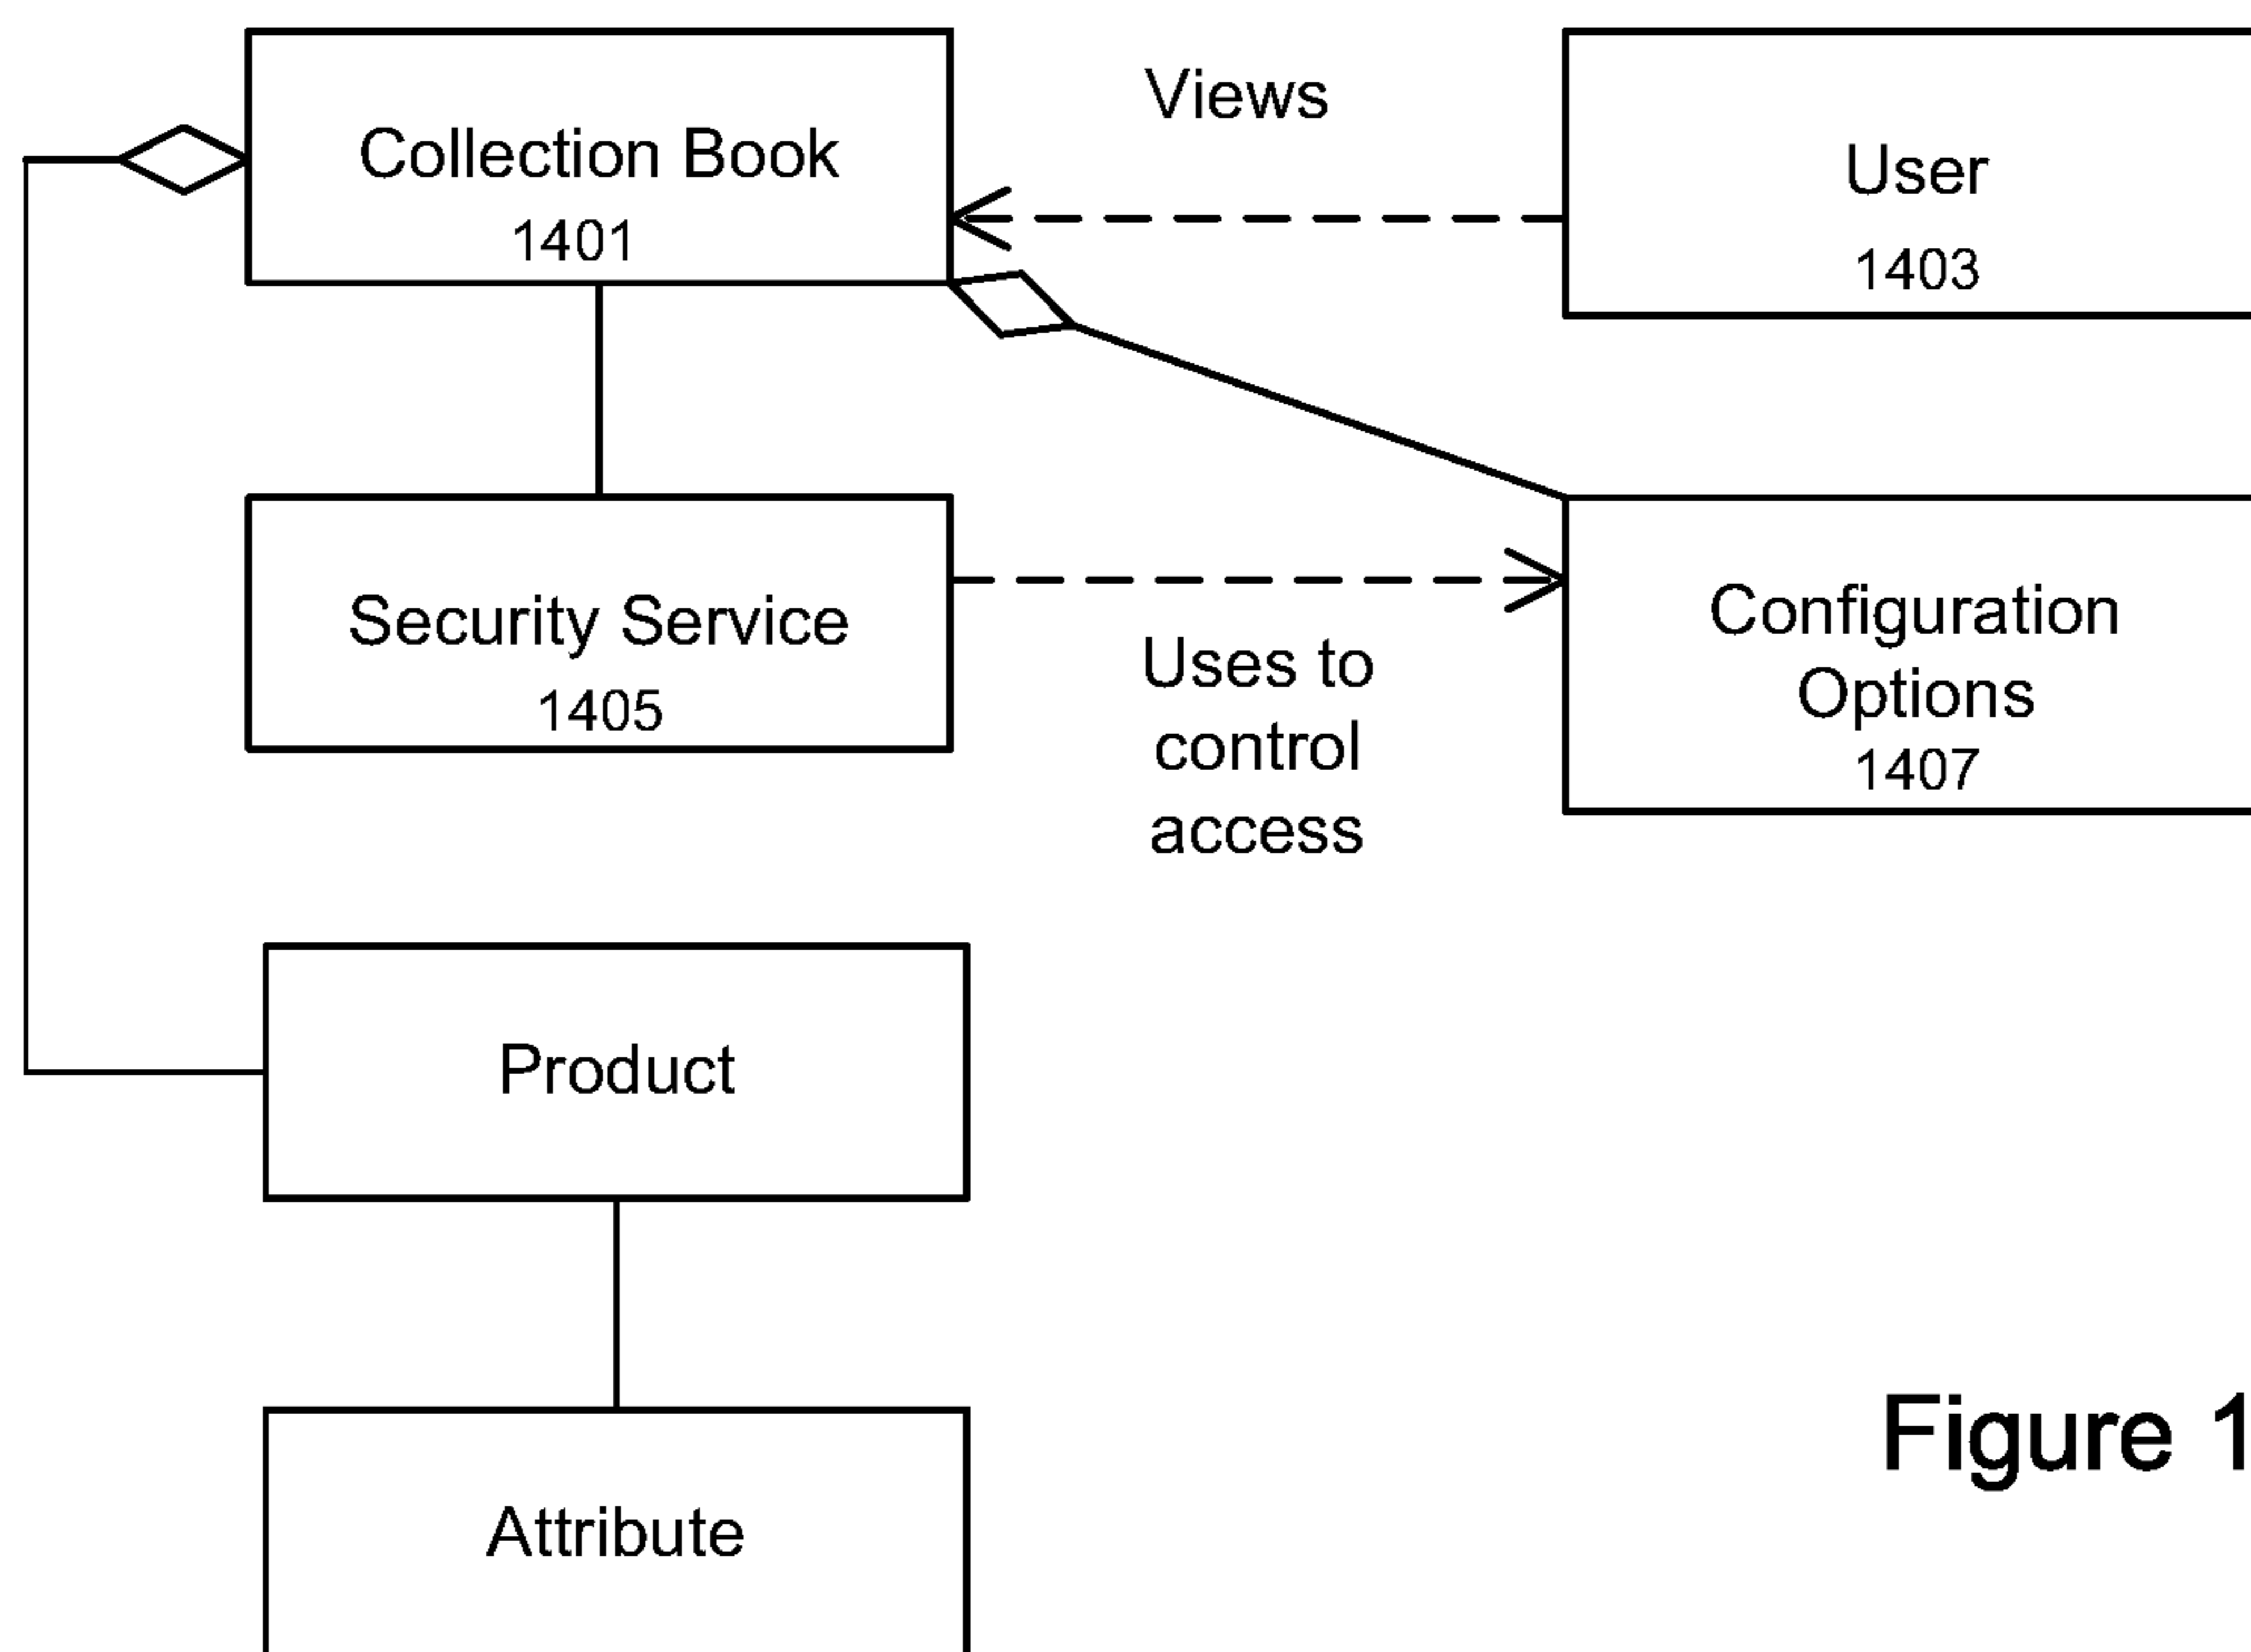 Collection Book
1401
Views
User
1403
Security Service
1405
Uses to
control
access
Configuration
Options
1407
Product
Attribute
Figure 1